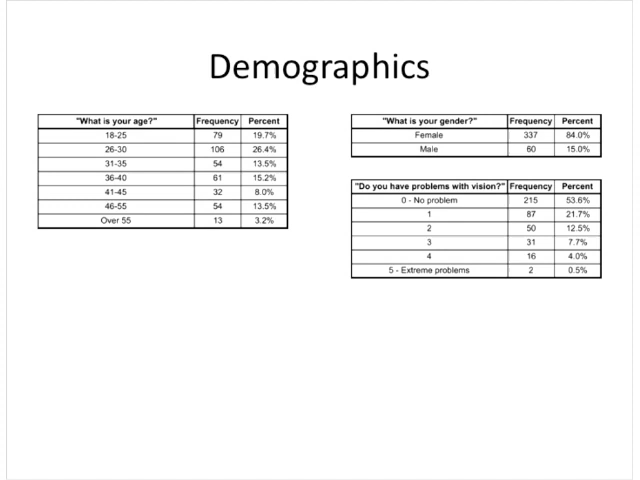 Demographics
"What is your age?" Frequency Percent
18-25 79 19.7%
26-30 106 26.4%
31-35 54 13.5%
36-40 61 15.2%
41-45 32 8.0%
46-55 54 13.5%
Over 55 13 3.2%
"What is your gender?" Frequency Percent
Female 337 84.0%
Male 60 15.0%
"Do you have problems with vision?" Frequency Percent
0 - No problem 215 53.6%
1 87 21.7%
2 50 12.5%
3 31 7.7%
4 16 4.0%
5 - Extreme problems 2 0.5%